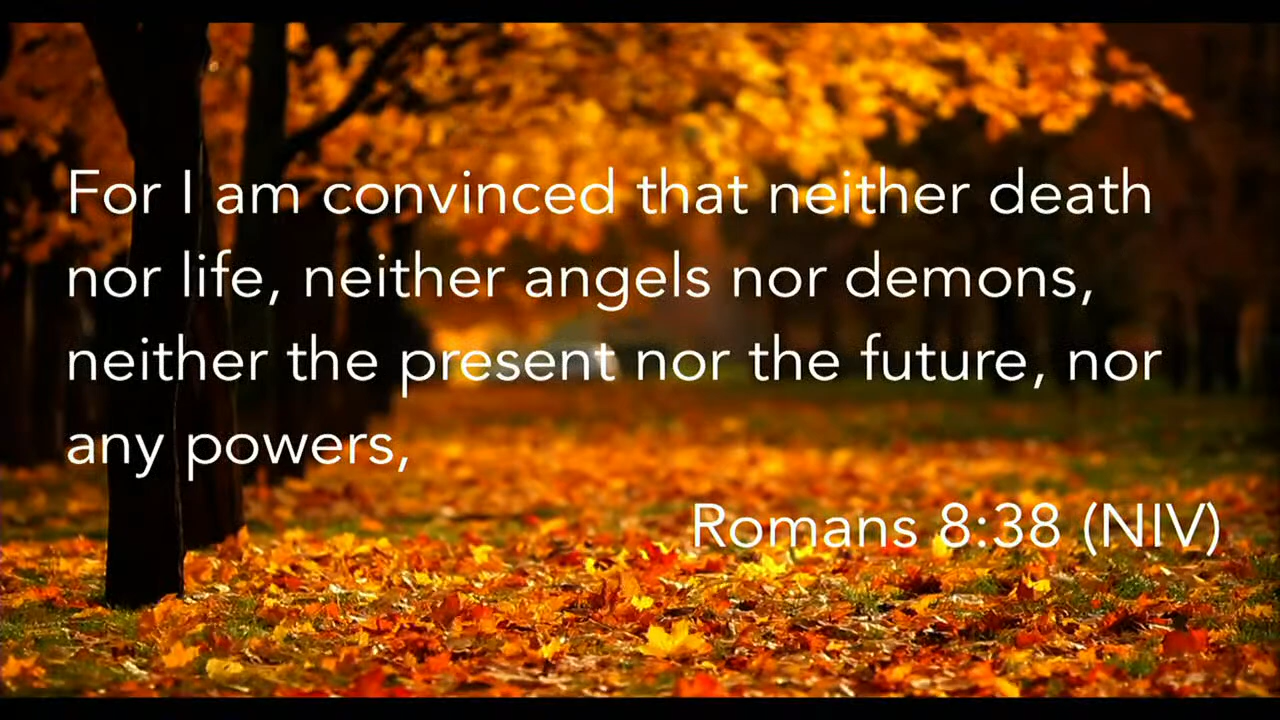 For I am convinced that neither death
nor life, neither angels nor demons,
neither the present nor the future, nor
any powers,
Romans 8:38 (NIV)